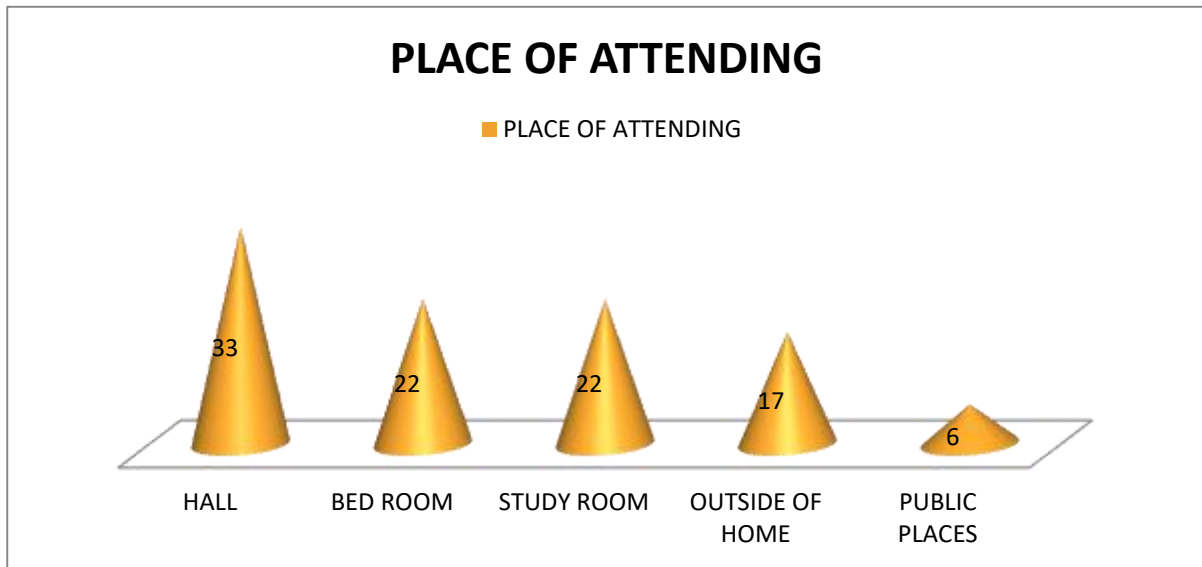 PLACE OF ATTENDING
PLACE OF ATTENDING
33
22
22
17
6
HALL
BED ROOM
STUDY ROOM
OUTSIDE OF
HOME
PUBLIC
PLACES